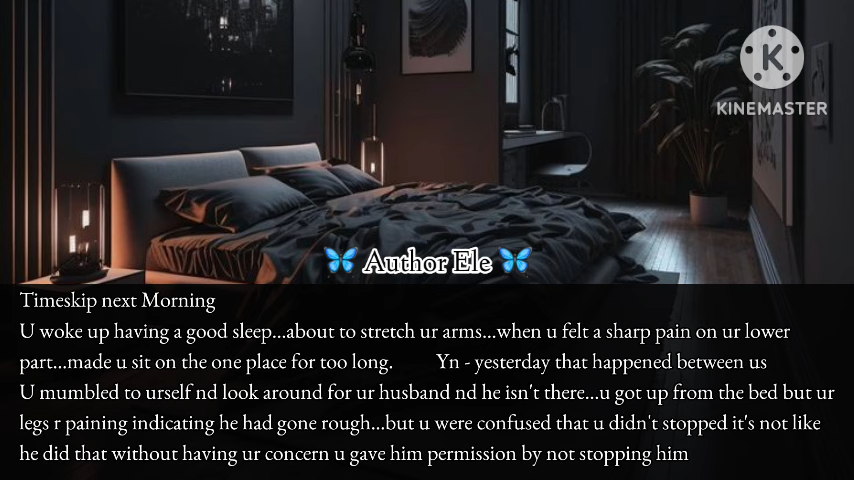 KINEMASTER
🦋 Author Ele 🦋
Timeskip next Morning
U woke up having a good sleep...about to stretch ur arms...when u felt a sharp pain on ur lower
part...made u sit on the one place for too long. Yn - yesterday that happened between us
U mumbled to urself nd look around for ur husband nd he isn't there...u got up from the bed but ur
legs r paining indicating he had gone rough...but u were confused that u didn't stopped it's not like
he did that without having ur concern u gave him permission by not stopping him